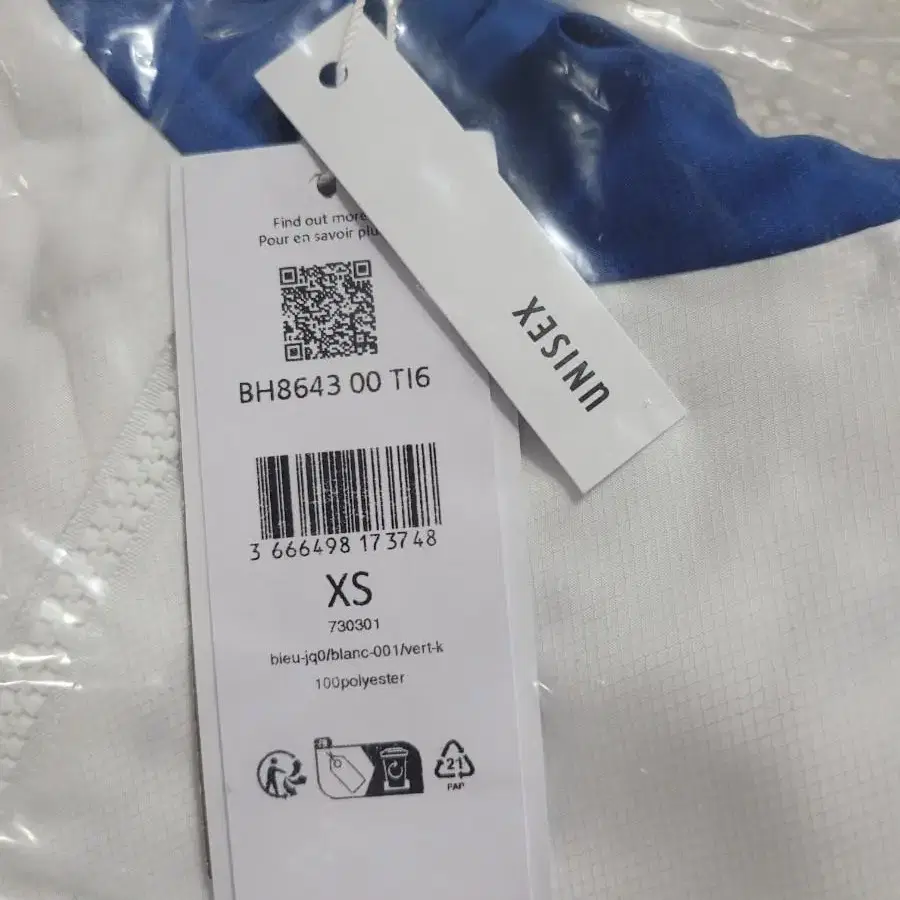 Find out more
Pour en savoir plu
BH8643 00 TI6
3 666498 173748
XS
730301
bleu-jq0/blanc-001/vert-k
100polyester
21
PAP
UNISEX